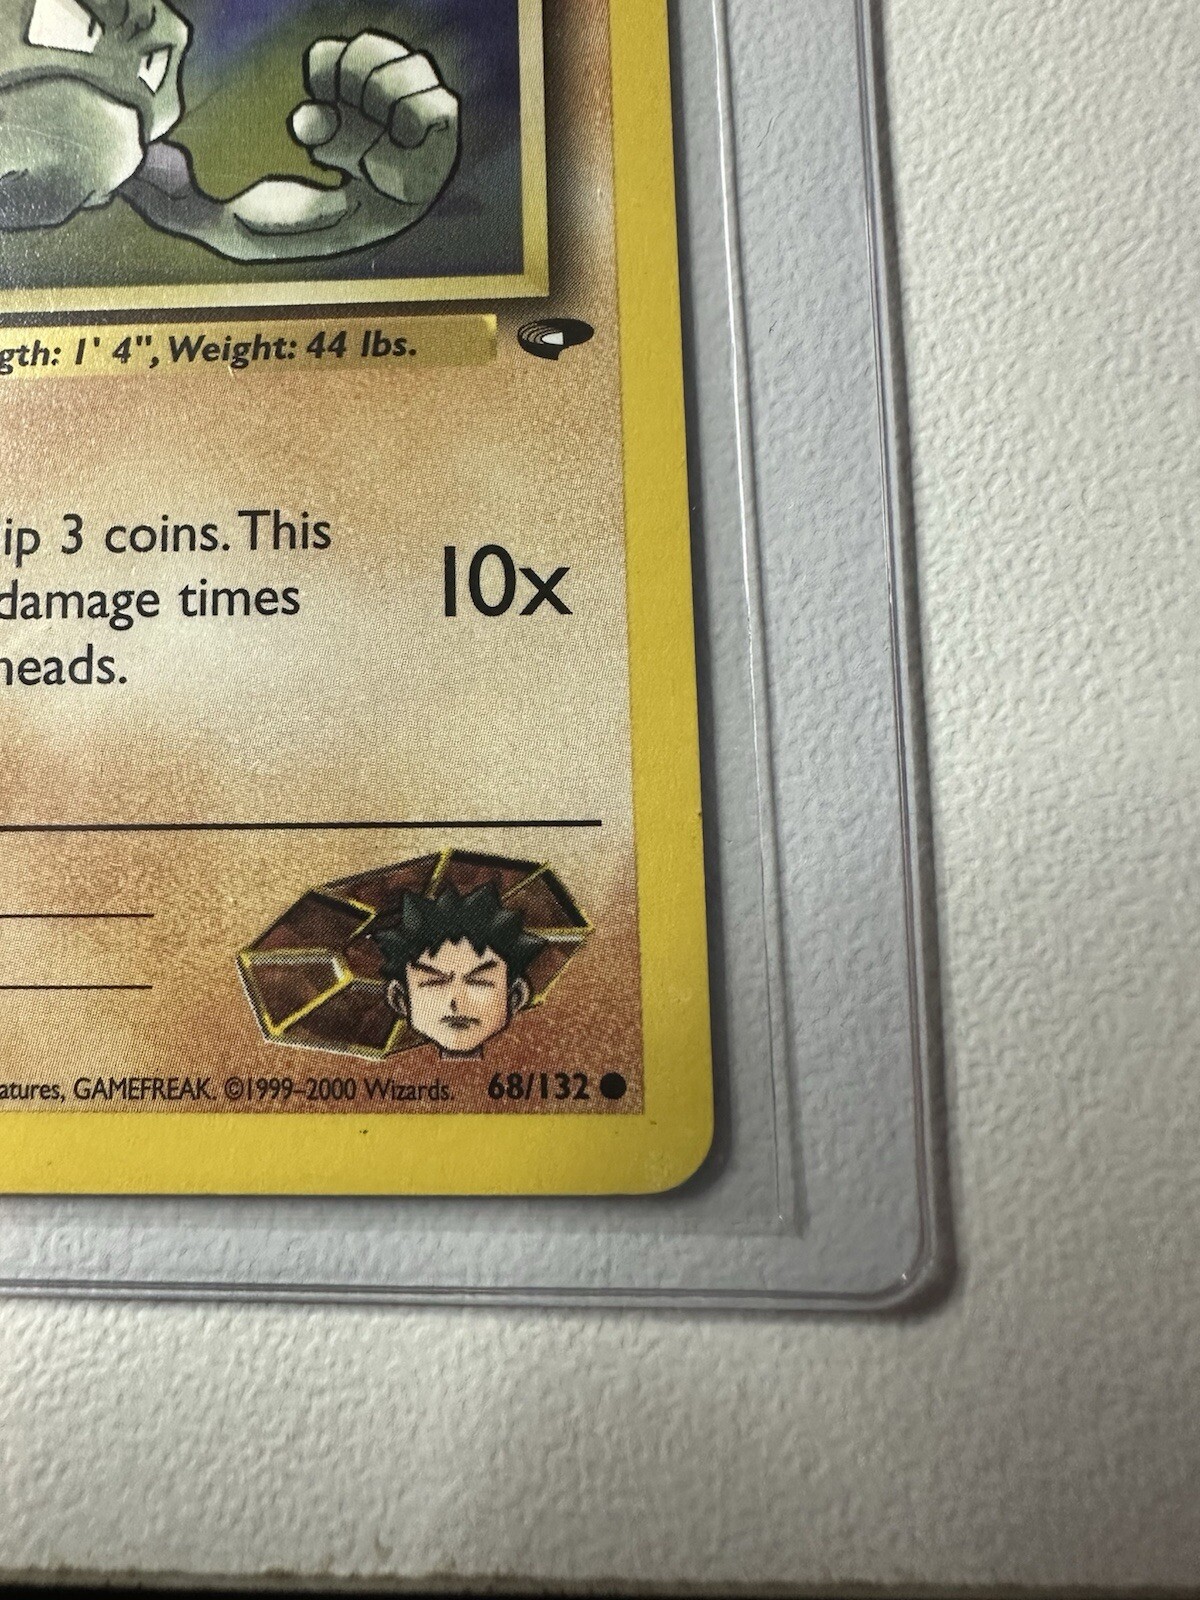 gth: 1' 4", Weight: 44 lbs.
ip 3 coins. This
damage times
heads.
10x
atures, GAMEFREAK. ©1999–2000 Wizards. 68/132